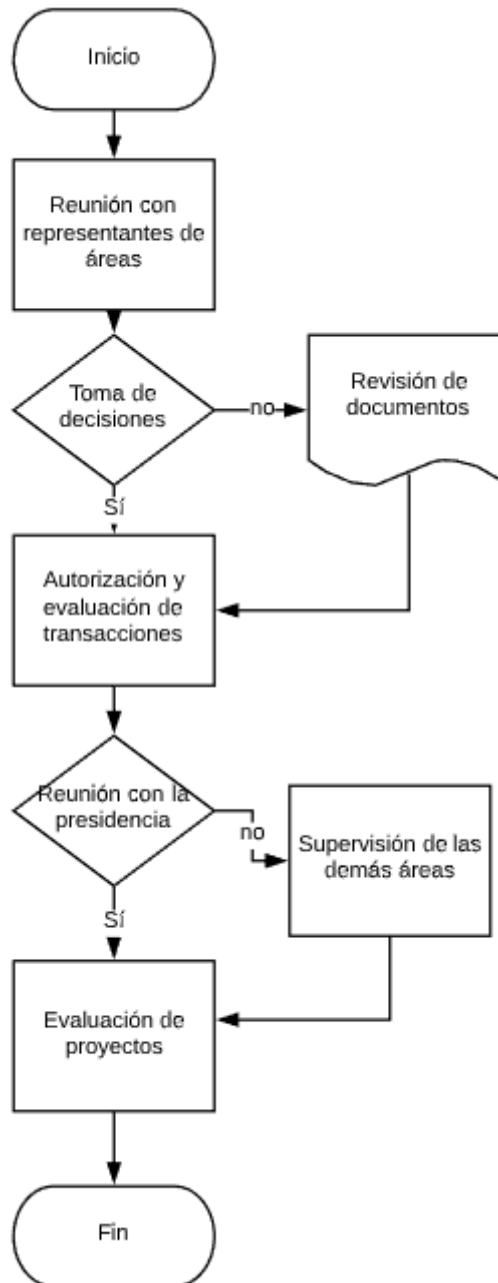 Inicio
Reunión con
representantes de
áreas
Toma de
decisiones
no
Revisión de
documentos
Sí
Autorización y
evaluación de
transacciones
Reunión con la
presidencia
no
Supervisión de las
demás áreas
Sí
Evaluación de
proyectos
Fin